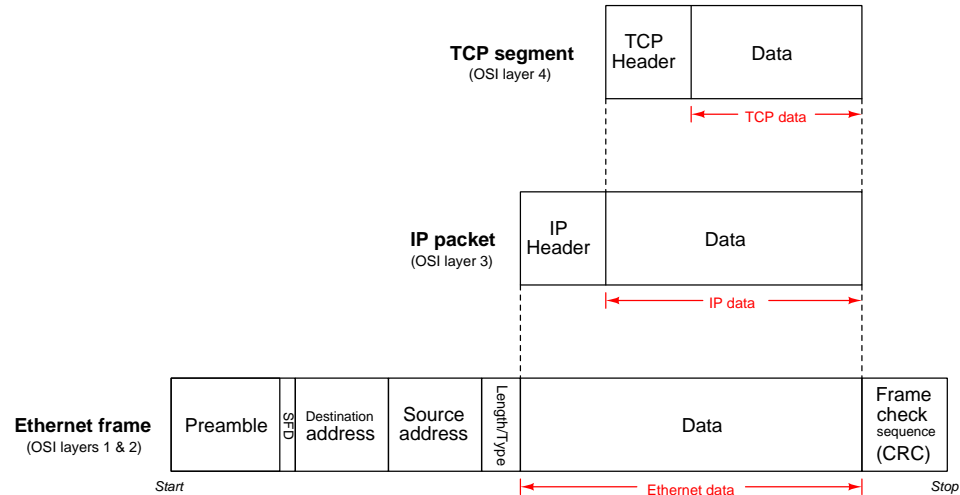 TCP segment
(OSI layer 4)
TCP
Header
Data
TCP data
IP packet
(OSI layer 3)
IP
Header
Data
IP data
Ethernet frame
(OSI layers 1 & 2)
Preamble
SFD
Destination
address
Source
address
Length/Type
Data
Frame
check
sequence
(CRC)
Start
Ethernet data
Stop